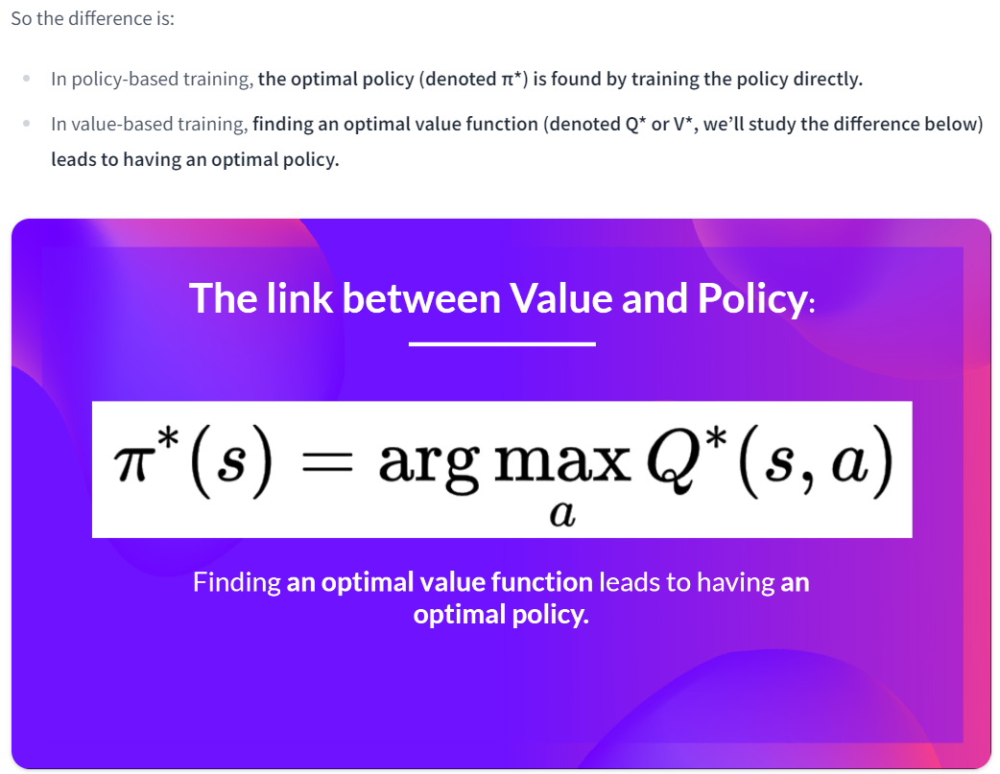 So the difference is:
In policy-based training, the optimal policy (denoted π*) is found by training the policy directly.
In value-based training, finding an optimal value function (denoted Q* or V*, we’ll study the difference below)
leads to having an optimal policy.
The link between Value and Policy:
π*(s) = arg max Q*(s, a)
a
Finding an optimal value function leads to having an
optimal policy.